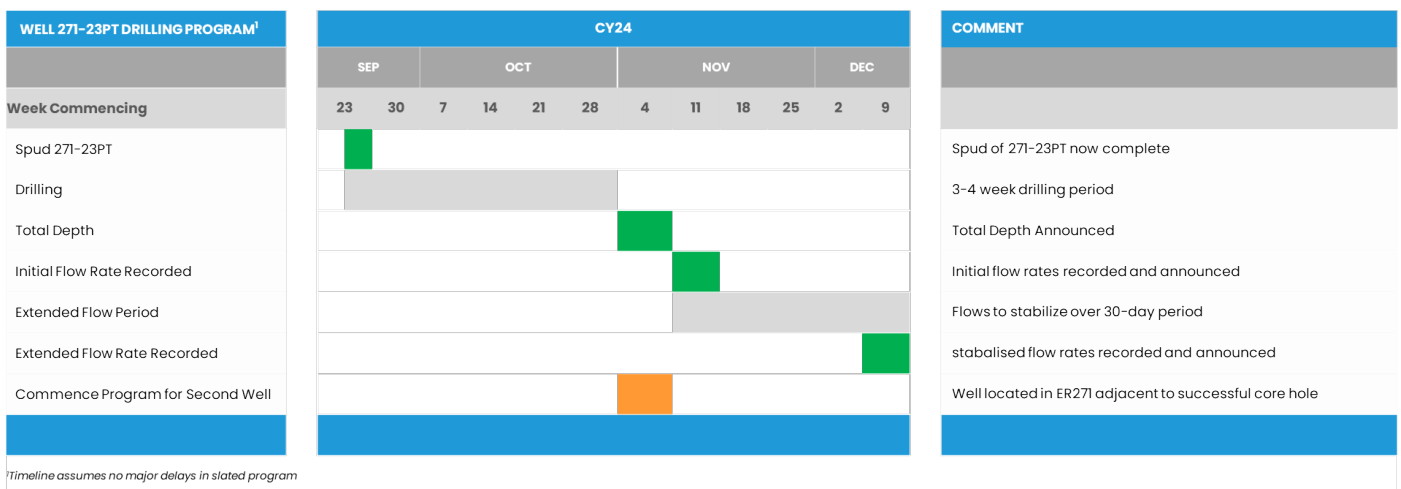 WELL 271-23PT DRILLING PROGRAM¹ CY24 COMMENT
SEP OCT NOV DEC
Week Commencing 23 30 7 14 21 28 4 11 18 25 2 9
Spud 271-23PT Spud of 271-23PT now complete
Drilling 3-4 week drilling period
Total Depth Total Depth Announced
Initial Flow Rate Recorded Initial flow rates recorded and announced
Extended Flow Period Flows to stabilize over 30-day period
Extended Flow Rate Recorded stabalised flow rates recorded and announced
Commence Program for Second Well Well located in ER271 adjacent to successful core hole
¹Timeline assumes no major delays in slated program